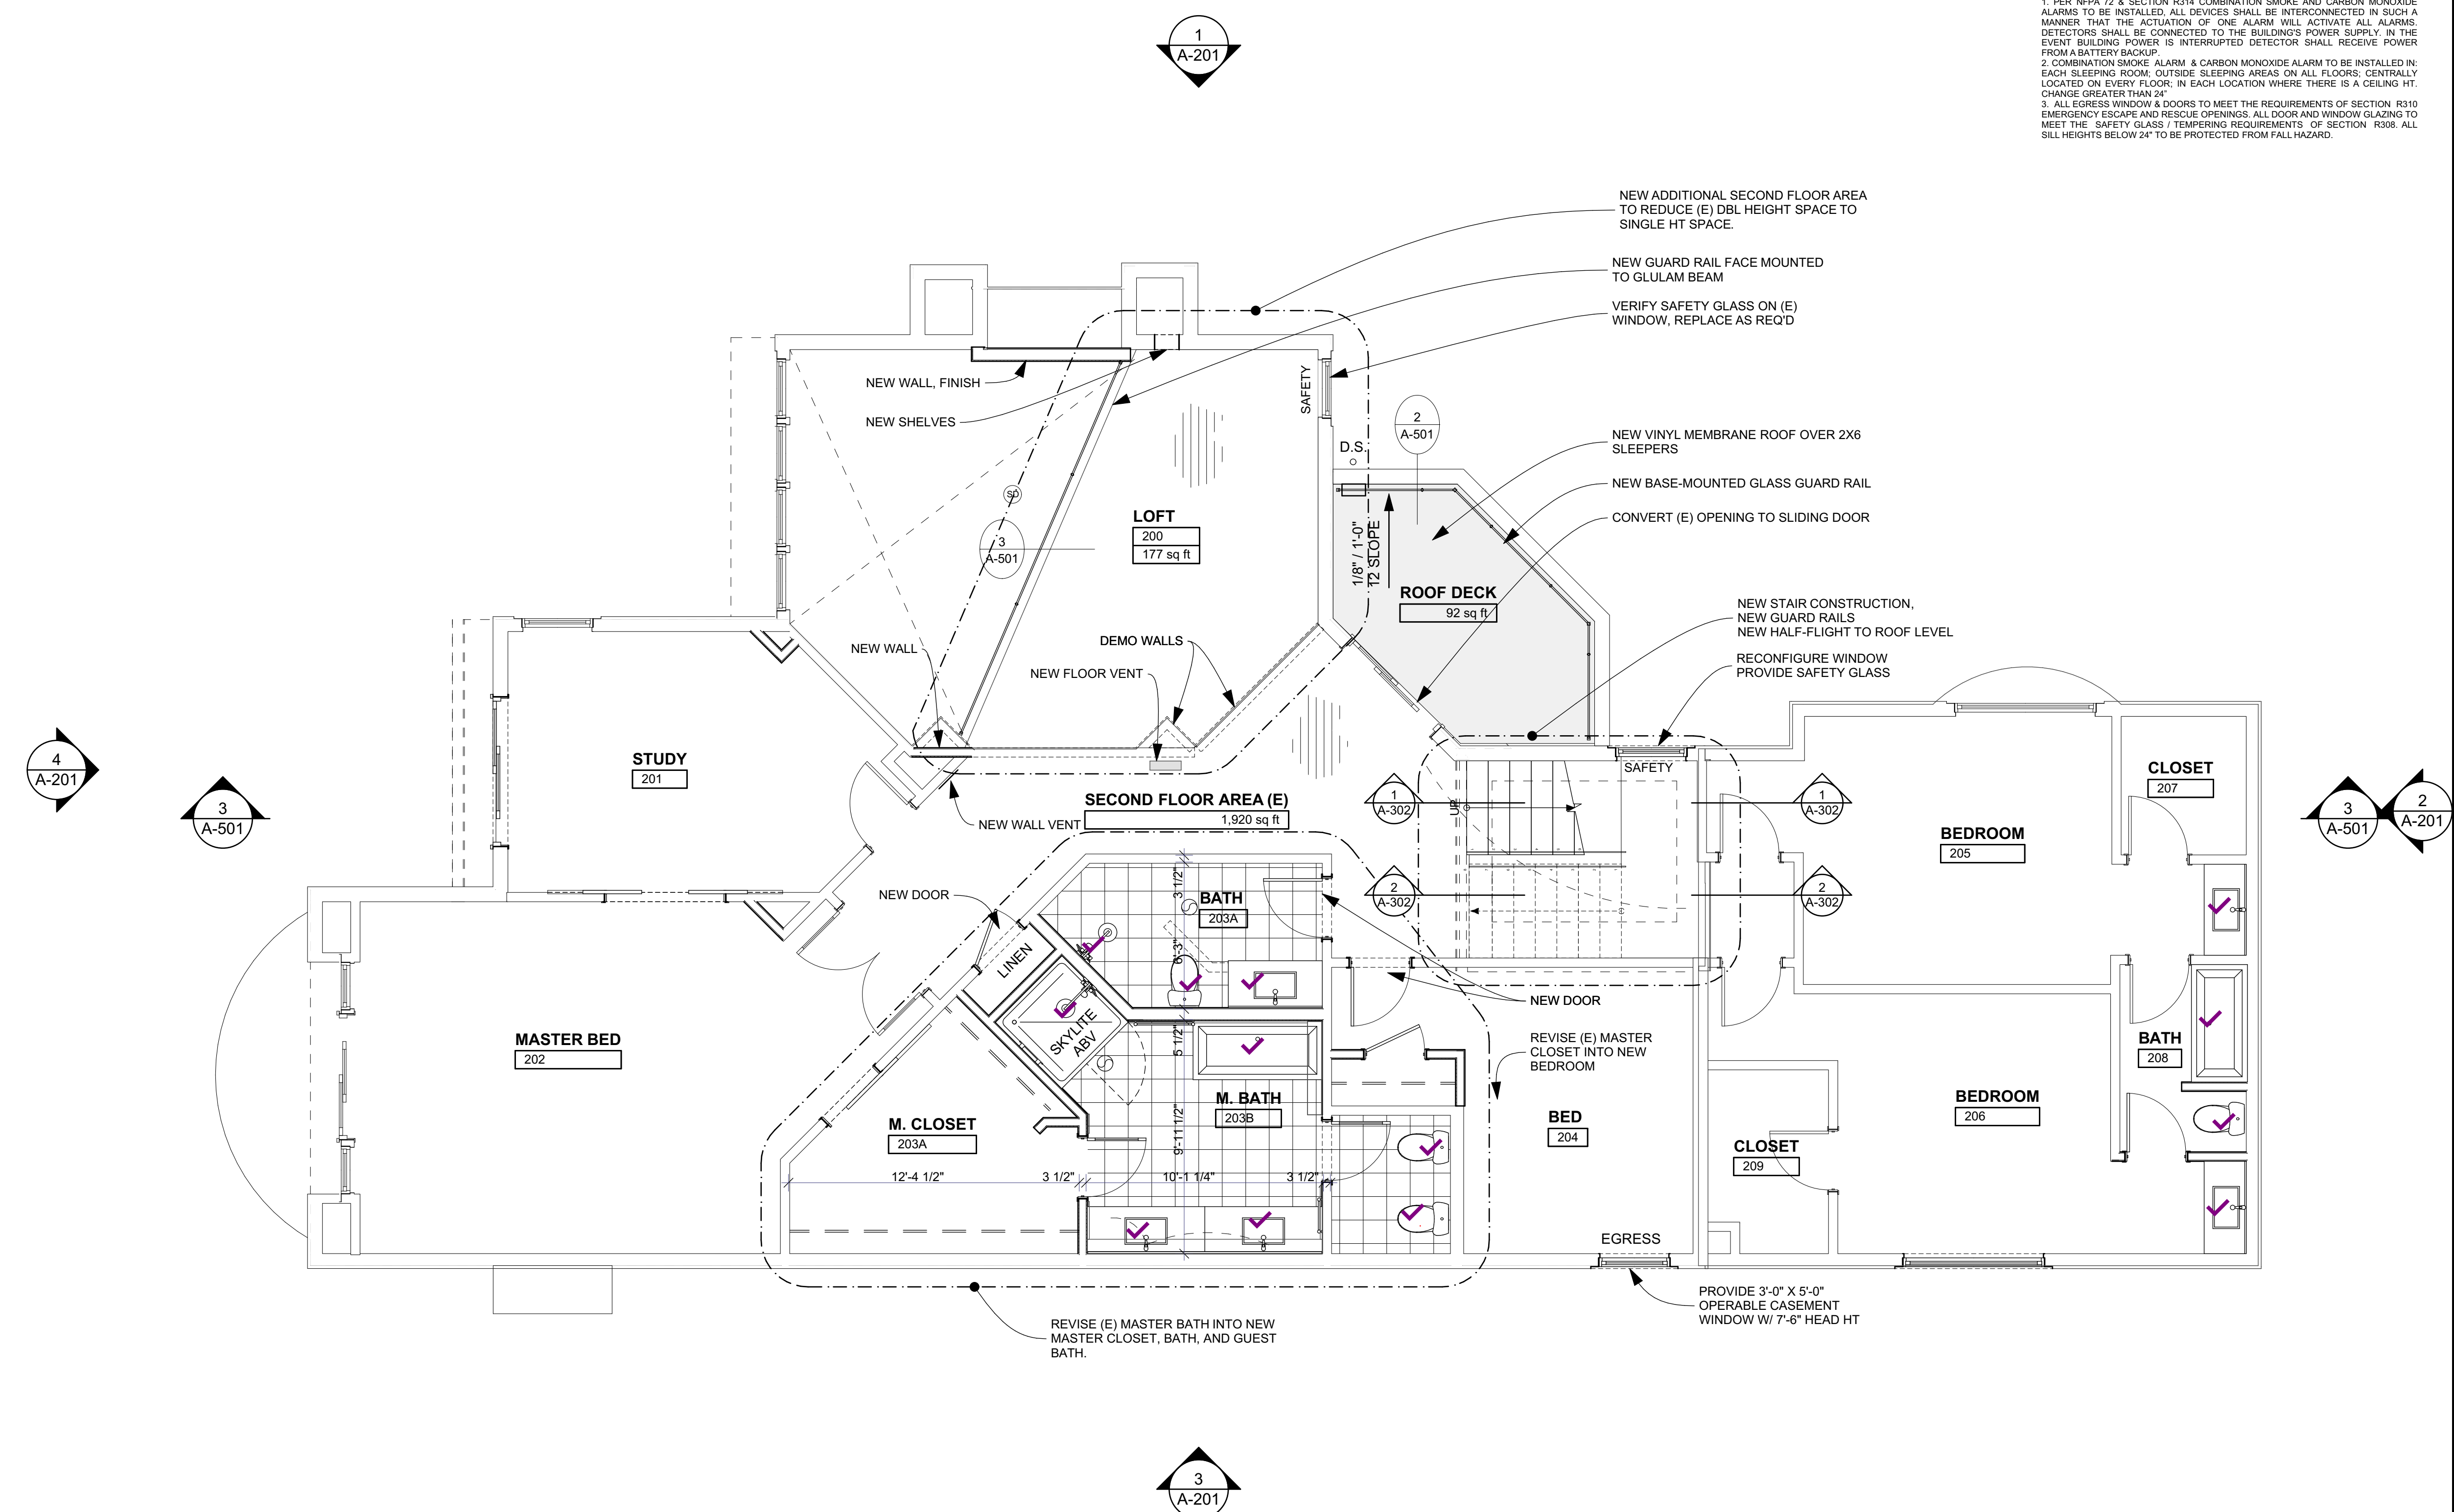 1. PER NFPA 72 & SECTION R314 COMBINATION SMOKE AND CARBON MONOXIDE
ALARMS TO BE INSTALLED, ALL DEVICES SHALL BE INTERCONNECTED IN SUCH A
MANNER THAT THE ACTUATION OF ONE ALARM WILL ACTIVATE ALL ALARMS.
DETECTORS SHALL BE CONNECTED TO THE BUILDING'S POWER SUPPLY. IN THE
EVENT BUILDING POWER IS INTERRUPTED DETECTOR SHALL RECEIVE POWER
FROM A BATTERY BACKUP.
2. COMBINATION SMOKE ALARM & CARBON MONOXIDE ALARM TO BE INSTALLED IN:
EACH SLEEPING ROOM; OUTSIDE SLEEPING AREAS ON ALL FLOORS; CENTRALLY
LOCATED ON EVERY FLOOR; IN EACH LOCATION WHERE THERE IS A CEILING HT.
CHANGE GREATER THAN 24"
3. ALL EGRESS WINDOW & DOORS TO MEET THE REQUIREMENTS OF SECTION R310
EMERGENCY ESCAPE AND RESCUE OPENINGS. ALL DOOR AND WINDOW GLAZING TO
MEET THE SAFETY GLASS / TEMPERING REQUIREMENTS OF SECTION R308. ALL
SILL HEIGHTS BELOW 24" TO BE PROTECTED FROM FALL HAZARD.
1
A-201
NEW ADDITIONAL SECOND FLOOR AREA
TO REDUCE (E) DBL HEIGHT SPACE TO
SINGLE HT SPACE.
NEW GUARD RAIL FACE MOUNTED
TO GLULAM BEAM
VERIFY SAFETY GLASS ON (E)
WINDOW, REPLACE AS REQ'D
NEW WALL, FINISH
NEW SHELVES
SAFETY
2
A-501
D.S.
NEW VINYL MEMBRANE ROOF OVER 2X6
SLEEPERS
NEW BASE-MOUNTED GLASS GUARD RAIL
CONVERT (E) OPENING TO SLIDING DOOR
SD
LOFT
200
177 sq ft
3
A-501
1/8" / 1'-0"
12 SLOPE
ROOF DECK
92 sq ft
NEW STAIR CONSTRUCTION,
NEW GUARD RAILS
NEW HALF-FLIGHT TO ROOF LEVEL
RECONFIGURE WINDOW
PROVIDE SAFETY GLASS
NEW WALL
DEMO WALLS
NEW FLOOR VENT
STUDY
201
4
A-201
3
A-501
SAFETY
CLOSET
207
SECOND FLOOR AREA (E)
1,920 sq ft
NEW WALL VENT
1
A-302
UP
1
A-302
BEDROOM
205
3
A-501
2
A-201
NEW DOOR
3 1/2"
BATH
203A
2
A-302
2
A-302
6'-3"
LINEN
NEW DOOR
SKYLITE
ABV
5 1/2"
MASTER BED
202
REVISE (E) MASTER
CLOSET INTO NEW
BEDROOM
BATH
208
M. BATH
203B
BEDROOM
206
M. CLOSET
203A
9'-11 1/2"
BED
204
CLOSET
209
12'-4 1/2"
3 1/2"
10'-1 1/4"
3 1/2"
EGRESS
PROVIDE 3'-0" X 5'-0"
OPERABLE CASEMENT
WINDOW W/ 7'-6" HEAD HT
REVISE (E) MASTER BATH INTO NEW
MASTER CLOSET, BATH, AND GUEST
BATH.
3
A-201